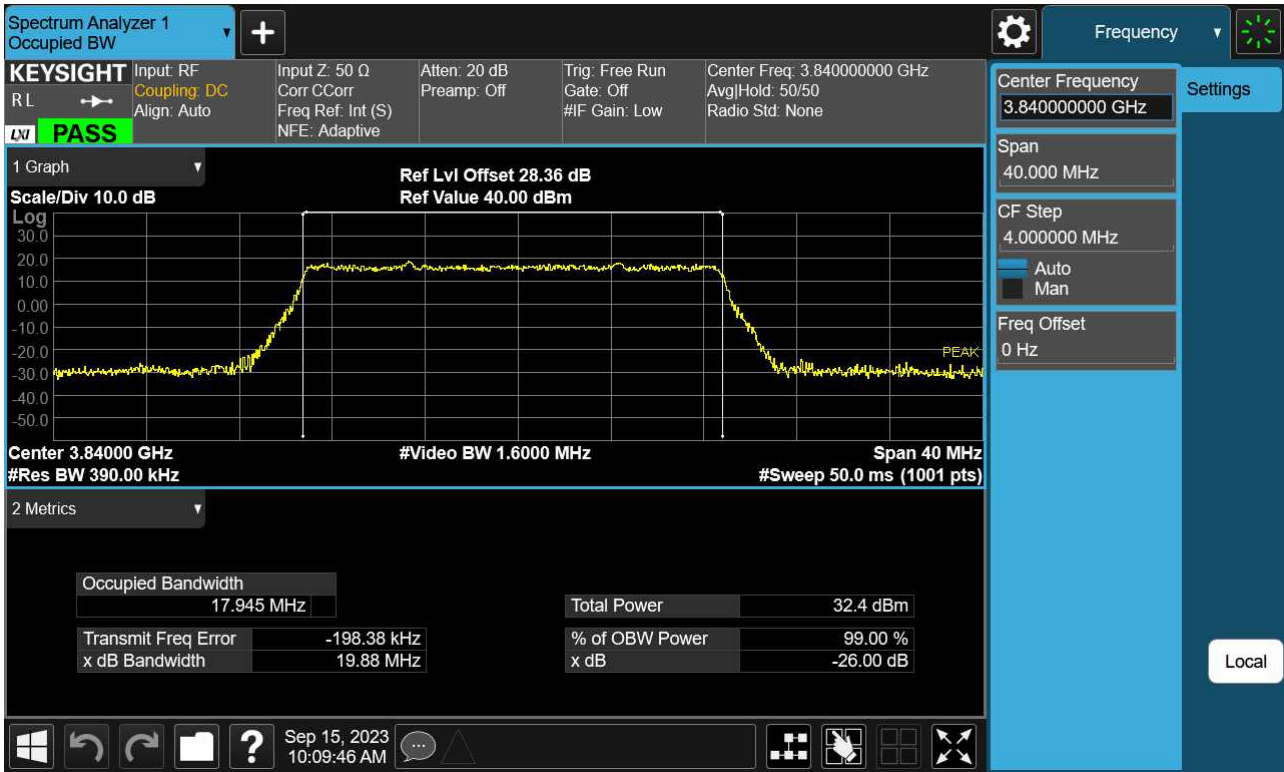 Spectrum Analyzer 1
Occupied BW
Frequency
KEYSIGHT
RL
LXI
PASS
Input: RF
Coupling: DC
Align: Auto
Input Z: 50 Ω
Corr CCorr
Freq Ref: Int (S)
NFE: Adaptive
Atten: 20 dB
Preamp: Off
Trig: Free Run
Gate: Off
#IF Gain: Low
Center Freq: 3.840000000 GHz
Avg|Hold: 50/50
Radio Std: None
Center Frequency
3.840000000 GHz
Settings
Span
40.000 MHz
CF Step
4.000000 MHz
Auto
Man
Freq Offset
0 Hz
1 Graph
Ref Lvl Offset 28.36 dB
Scale/Div 10.0 dB
Ref Value 40.00 dBm
Log
30.0
20.0
10.0
0.00
-10.0
-20.0
-30.0
-40.0
-50.0
PEAK
Center 3.84000 GHz
#Video BW 1.6000 MHz
Span 40 MHz
#Res BW 390.00 kHz
#Sweep 50.0 ms (1001 pts)
2 Metrics
Occupied Bandwidth
17.945 MHz
Total Power 32.4 dBm
Transmit Freq Error -198.38 kHz
% of OBW Power 99.00 %
x dB Bandwidth 19.88 MHz
x dB -26.00 dB
Local
?
Sep 15, 2023
10:09:46 AM